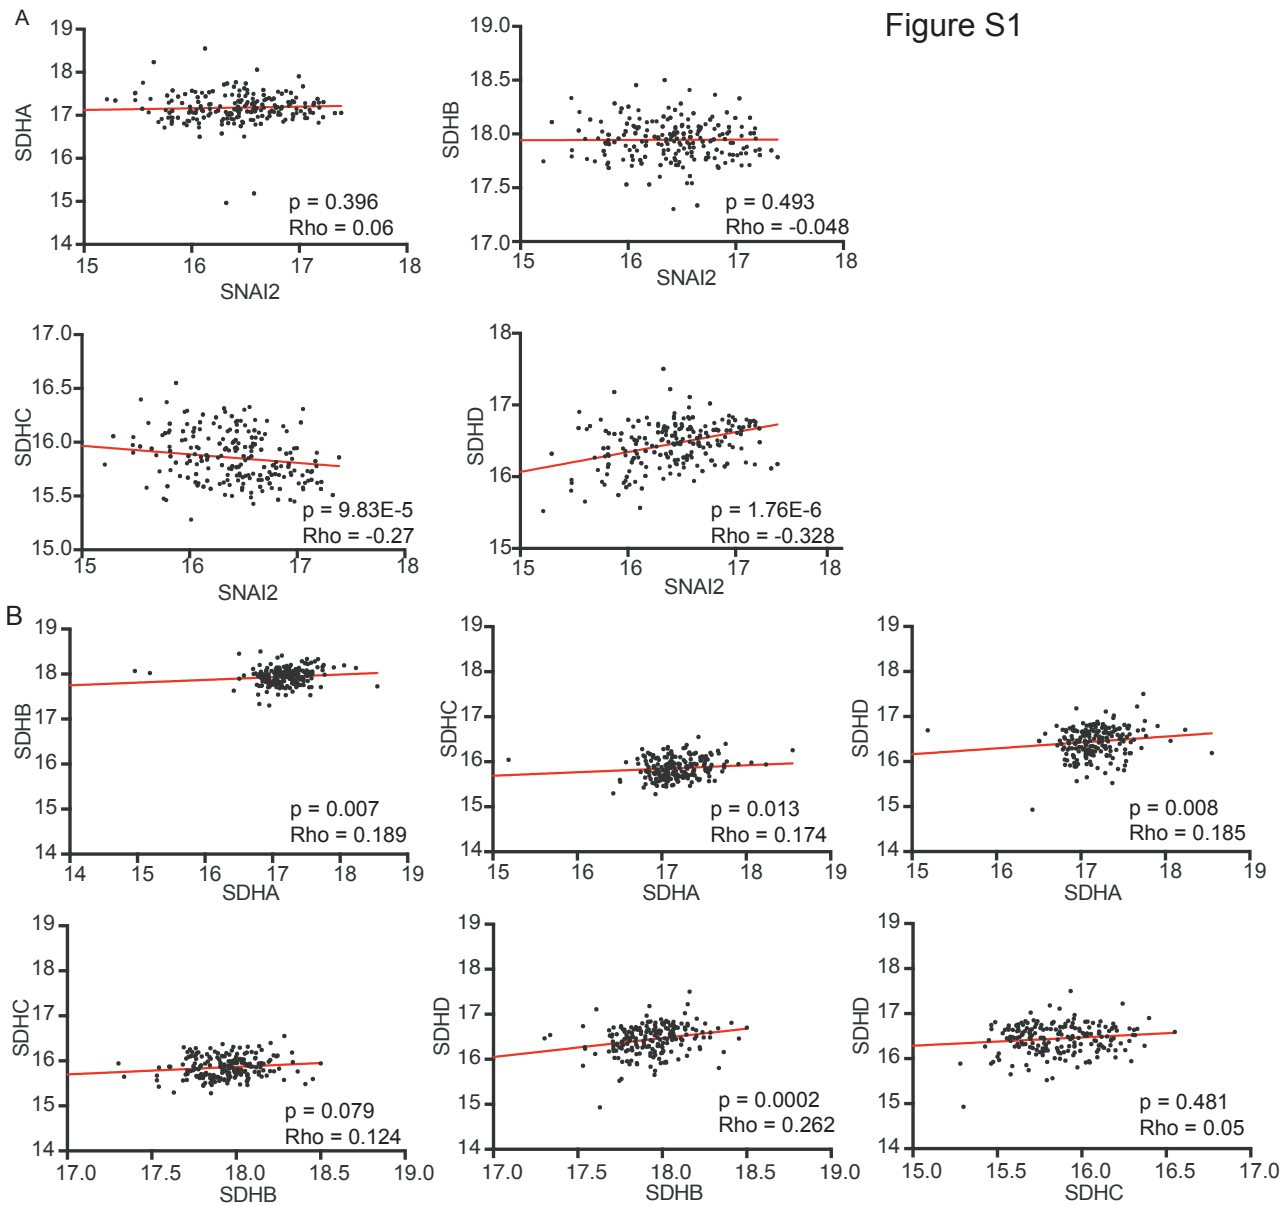 A
Figure S1
19
18
17
16
15
14
SDHA
p = 0.396
Rho = 0.06
15 16 17 18
SNAI2
19.0
18.5
18.0
17.5
17.0
SDHB
p = 0.493
Rho = -0.048
15 16 17 18
SNAI2
17.0
16.5
16.0
15.5
15.0
SDHC
p = 9.83E-5
Rho = -0.27
15 16 17 18
SNAI2
18
17
16
15
SDHD
p = 1.76E-6
Rho = -0.328
15 16 17 18
SNAI2
B
19
18
17
16
15
14
SDHB
p = 0.007
Rho = 0.189
14 15 16 17 18 19
SDHA
19
18
17
16
15
14
SDHC
p = 0.013
Rho = 0.174
15 16 17 18 19
SDHA
19
18
17
16
15
14
SDHD
p = 0.008
Rho = 0.185
15 16 17 18 19
SDHA
19
18
17
16
15
14
SDHC
p = 0.079
Rho = 0.124
17.0 17.5 18.0 18.5 19.0
SDHB
19
18
17
16
15
14
SDHD
p = 0.0002
Rho = 0.262
17.0 17.5 18.0 18.5 19.0
SDHB
19
18
17
16
15
14
SDHD
p = 0.481
Rho = 0.05
15.0 15.5 16.0 16.5 17.0
SDHC